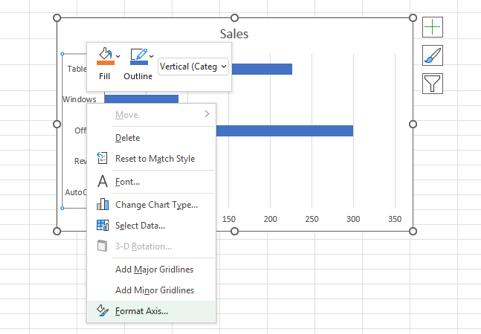 Sales
Fill
Outline
Vertical (Categ
Table
Windows
Off
Rev
AutoC
Move
Delete
Reset to Match Style
Font...
Change Chart Type...
Select Data...
3-D Rotation...
Add Major Gridlines
Add Minor Gridlines
Format Axis...
150 200 250 300 350